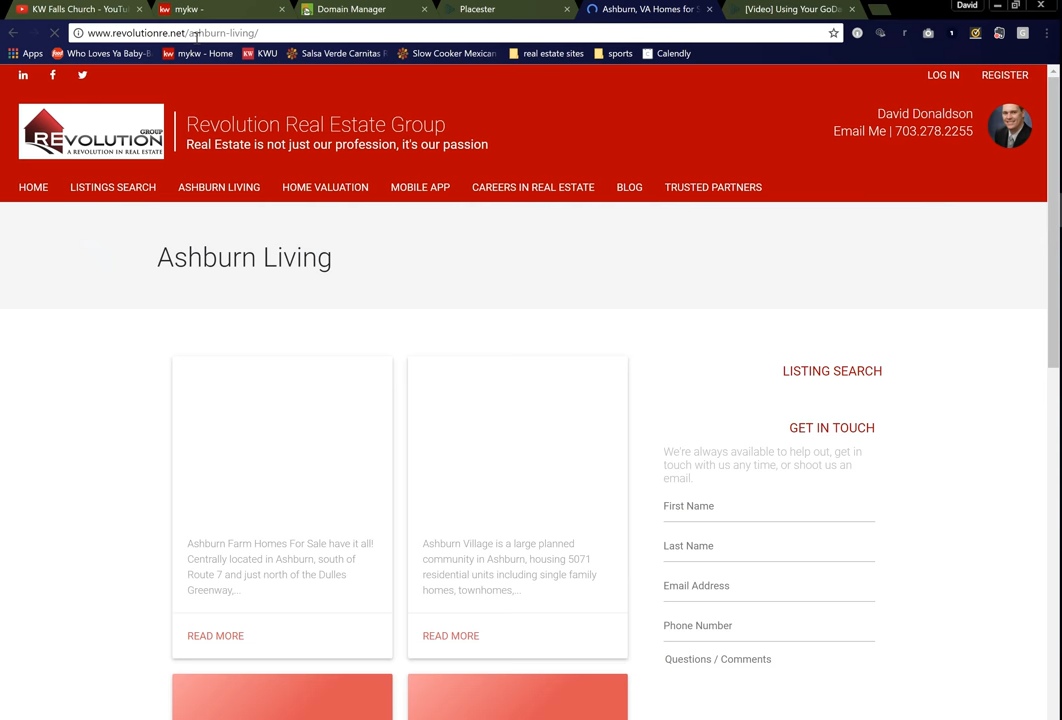 KW Falls Church - YouTu
mykw -
Domain Manager
Placester
Ashburn, VA Homes for S
[Video] Using Your GoDa
David
www.revolutionre.net/ashburn-living/
Apps
Who Loves Ya Baby-B
mykw - Home
KWU
Salsa Verde Carnitas R
Slow Cooker Mexican
real estate sites
sports
Calendly
LOG IN
REGISTER
REVOLUTION GROUP
A REVOLUTION IN REAL ESTATE
Revolution Real Estate Group
Real Estate is not just our profession, it's our passion
David Donaldson
Email Me | 703.278.2255
HOME
LISTINGS SEARCH
ASHBURN LIVING
HOME VALUATION
MOBILE APP
CAREERS IN REAL ESTATE
BLOG
TRUSTED PARTNERS
Ashburn Living
Ashburn Farm Homes For Sale have it all!
Centrally located in Ashburn, south of
Route 7 and just north of the Dulles
Greenway,...
READ MORE
Ashburn Village is a large planned
community in Ashburn, housing 5071
residential units including single family
homes, townhomes,...
READ MORE
LISTING SEARCH
GET IN TOUCH
We're always available to help out, get in
touch with us any time, or shoot us an
email.
First Name
Last Name
Email Address
Phone Number
Questions / Comments